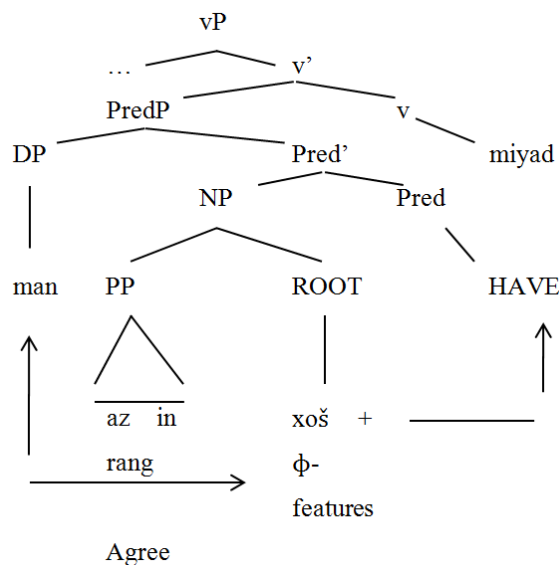 vP
… v’
PredP v
DP Pred’ miyad
NP Pred
man PP ROOT HAVE
az in xoš +
rang ϕ-
features
Agree